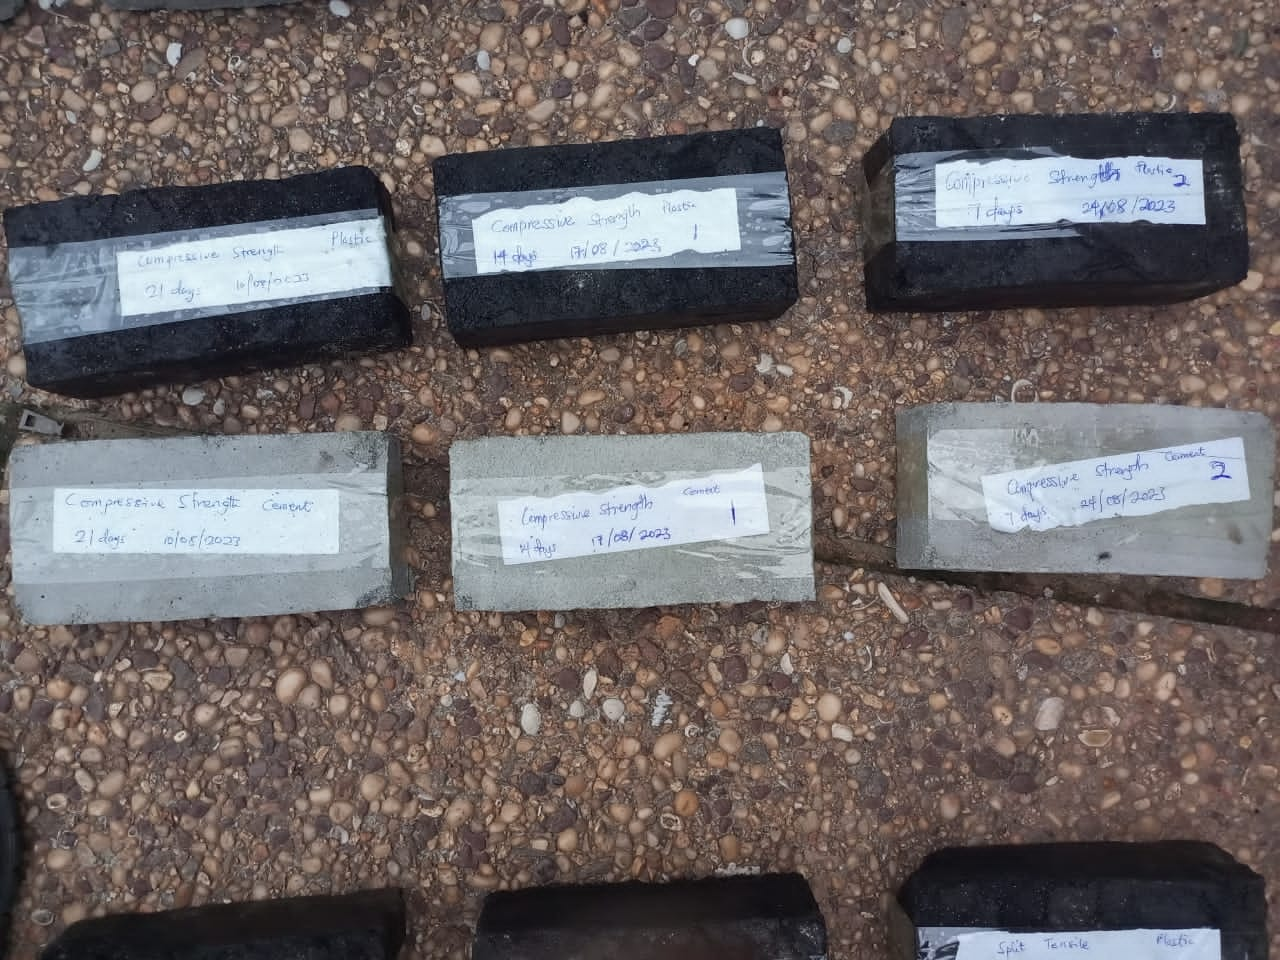 Compressive Strength Plastic
21 days 10/08/2023
Compressive Strength Plastic
1
14 days 17/08/2023
Compressive Strength Plastic 2
7 days 24/08/2023
Compressive Strength Cement
21 days 10/08/2023
Compressive Strength Cement
1
14 days 17/08/2023
Compressive Strength Cement
2
7 days 24/08/2023
Split Tensile Plastic